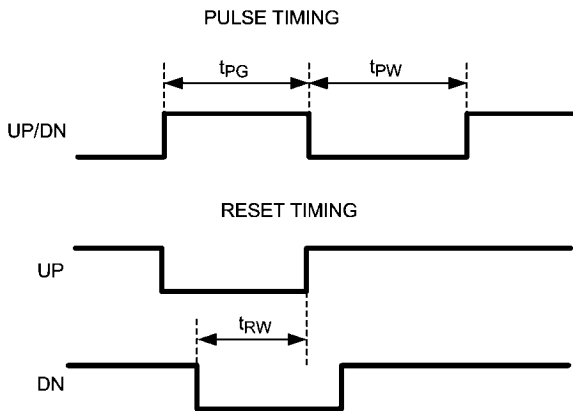 PULSE TIMING
tPG
tPW
UP/DN
RESET TIMING
UP
tRW
DN